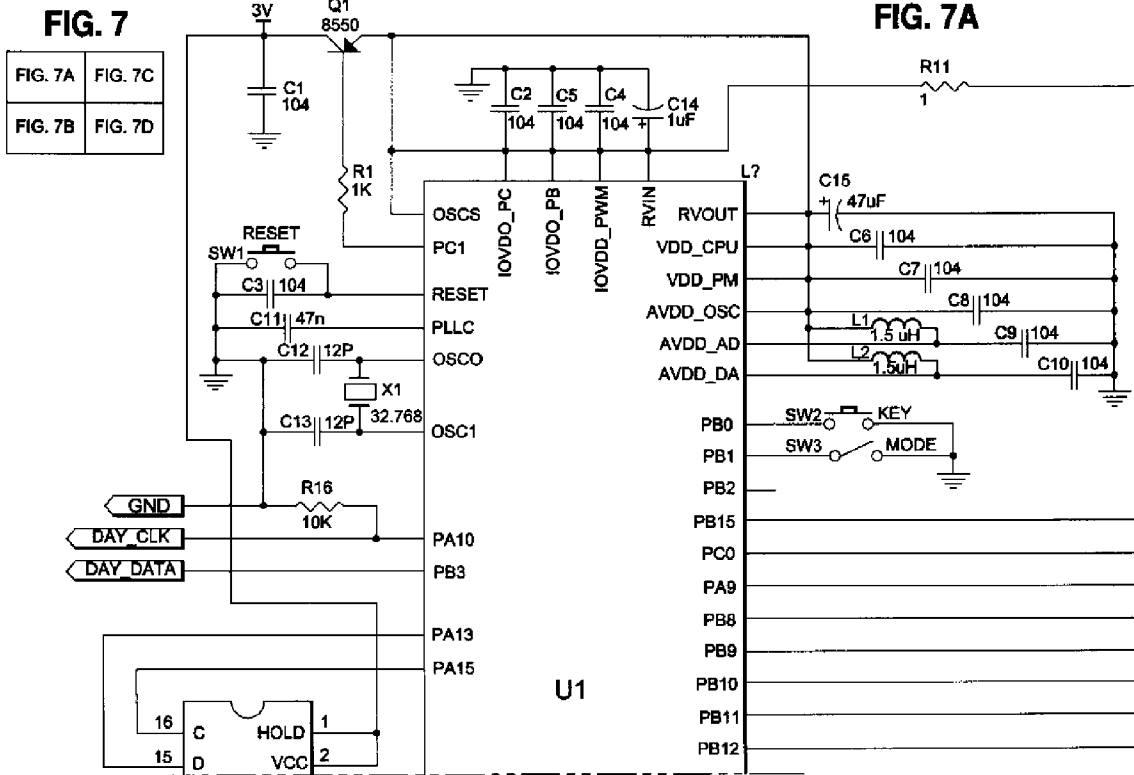 FIG. 7
FIG. 7A
FIG. 7A FIG. 7C
FIG. 7B FIG. 7D
3V
Q1
8550
C1
104
R1
1K
C2
104
C5
104
C4
104
C14
1uF
+
R11
1
L?
IOVDO_PC
IOVDO_PB
IOVDD_PWM
RVIN
OSCS
PC1
RESET
PLLC
OSCO
OSC1
PA10
PB3
PA13
PA15
RESET
SW1
C3 104
C11 47n
C12 12P
X1
32.768
C13 12P
R16
10K
GND
DAY_CLK
DAY_DATA
U1
RVOUT
VDD_CPU
VDD_PM
AVDD_OSC
AVDD_AD
AVDD_DA
PB0
PB1
PB2
PB15
PC0
PA9
PB8
PB9
PB10
PB11
PB12
C15
+ 47uF
C6 104
C7 104
C8 104
L1
1.5 uH
C9 104
L2
1.5uH
C10 104
SW2 KEY
SW3 MODE
16 C HOLD 1
15 D VCC 2